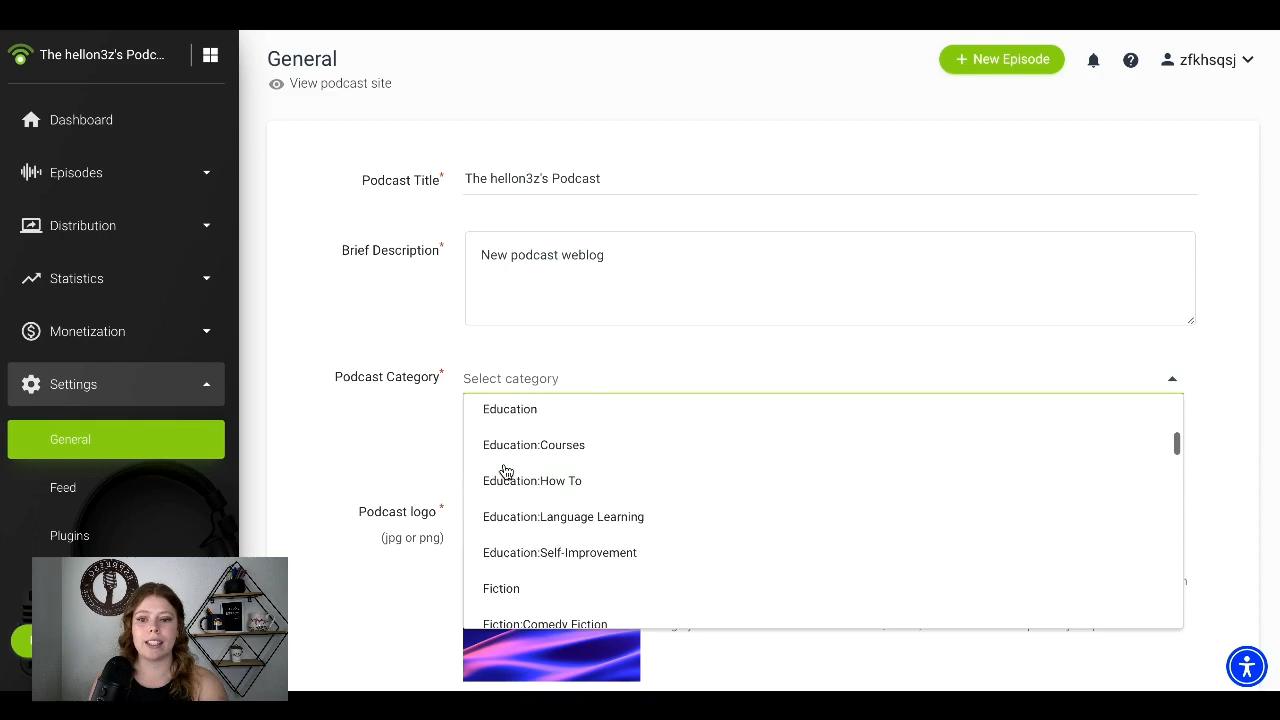 The hellon3z's Podc...
Dashboard
Episodes
Distribution
Statistics
Monetization
Settings
General
Feed
Plugins
General
View podcast site
+ New Episode
zfkhsqsj
Podcast Title*
The hellon3z's Podcast
Brief Description*
New podcast weblog
Podcast Category*
Select category
Education
Education:Courses
Education:How To
Education:Language Learning
Education:Self-Improvement
Fiction
Fiction:Comedy Fiction
Podcast logo *
(jpg or png)